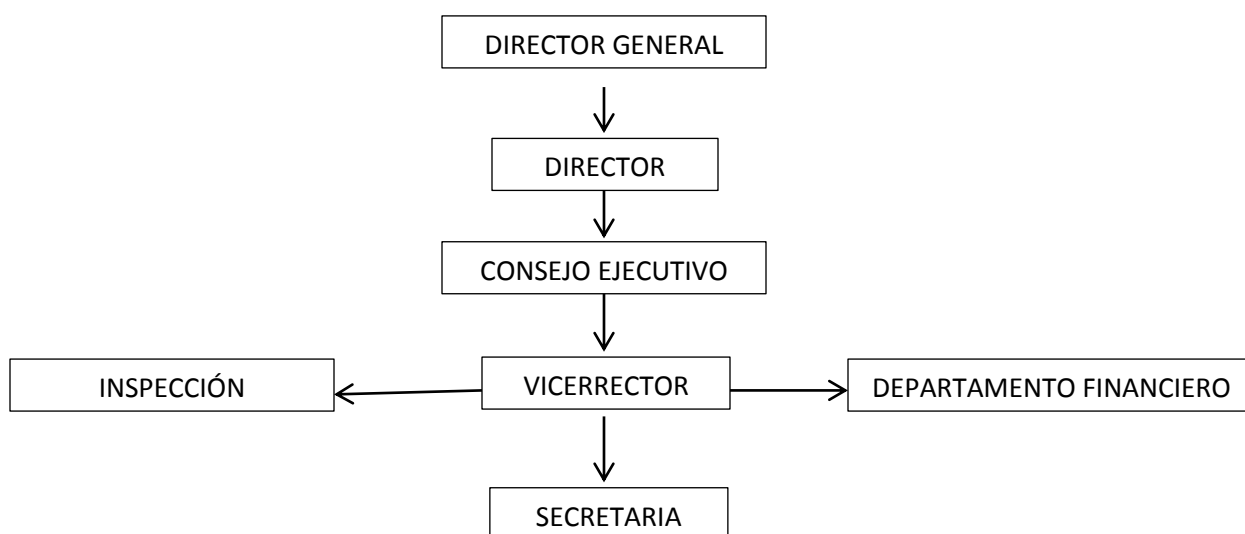 DIRECTOR GENERAL
DIRECTOR
CONSEJO EJECUTIVO
INSPECCIÓN
VICERRECTOR
DEPARTAMENTO FINANCIERO
SECRETARIA